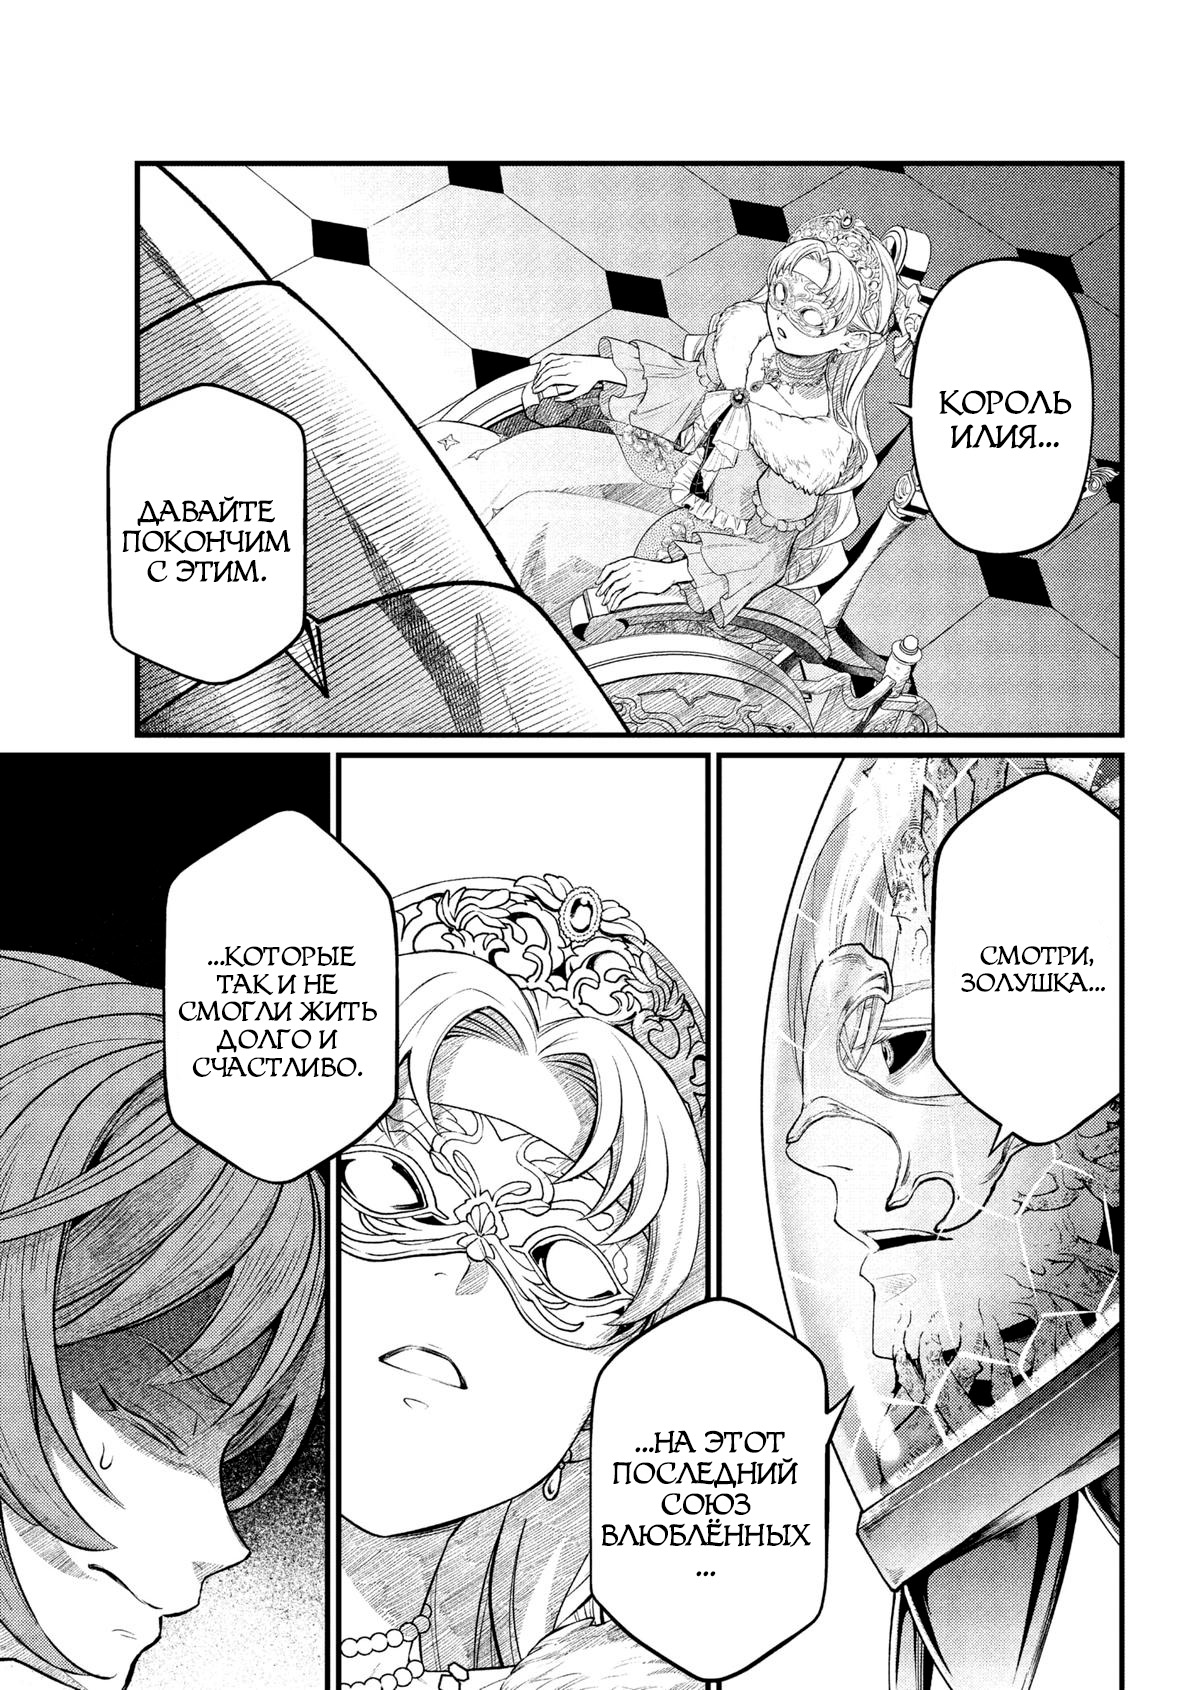 КОРОЛЬ
ИЛИЯ...
ДАВАЙТЕ
ПОКОНЧИМ
С ЭТИМ.
СМОТРИ,
ЗОЛУШКА...
...НА ЭТОТ
ПОСЛЕДНИЙ
СОЮЗ
ВЛЮБЛЁННЫХ
...
...КОТОРЫЕ
ТАК И НЕ
СМОГЛИ ЖИТЬ
ДОЛГО И
СЧАСТЛИВО.